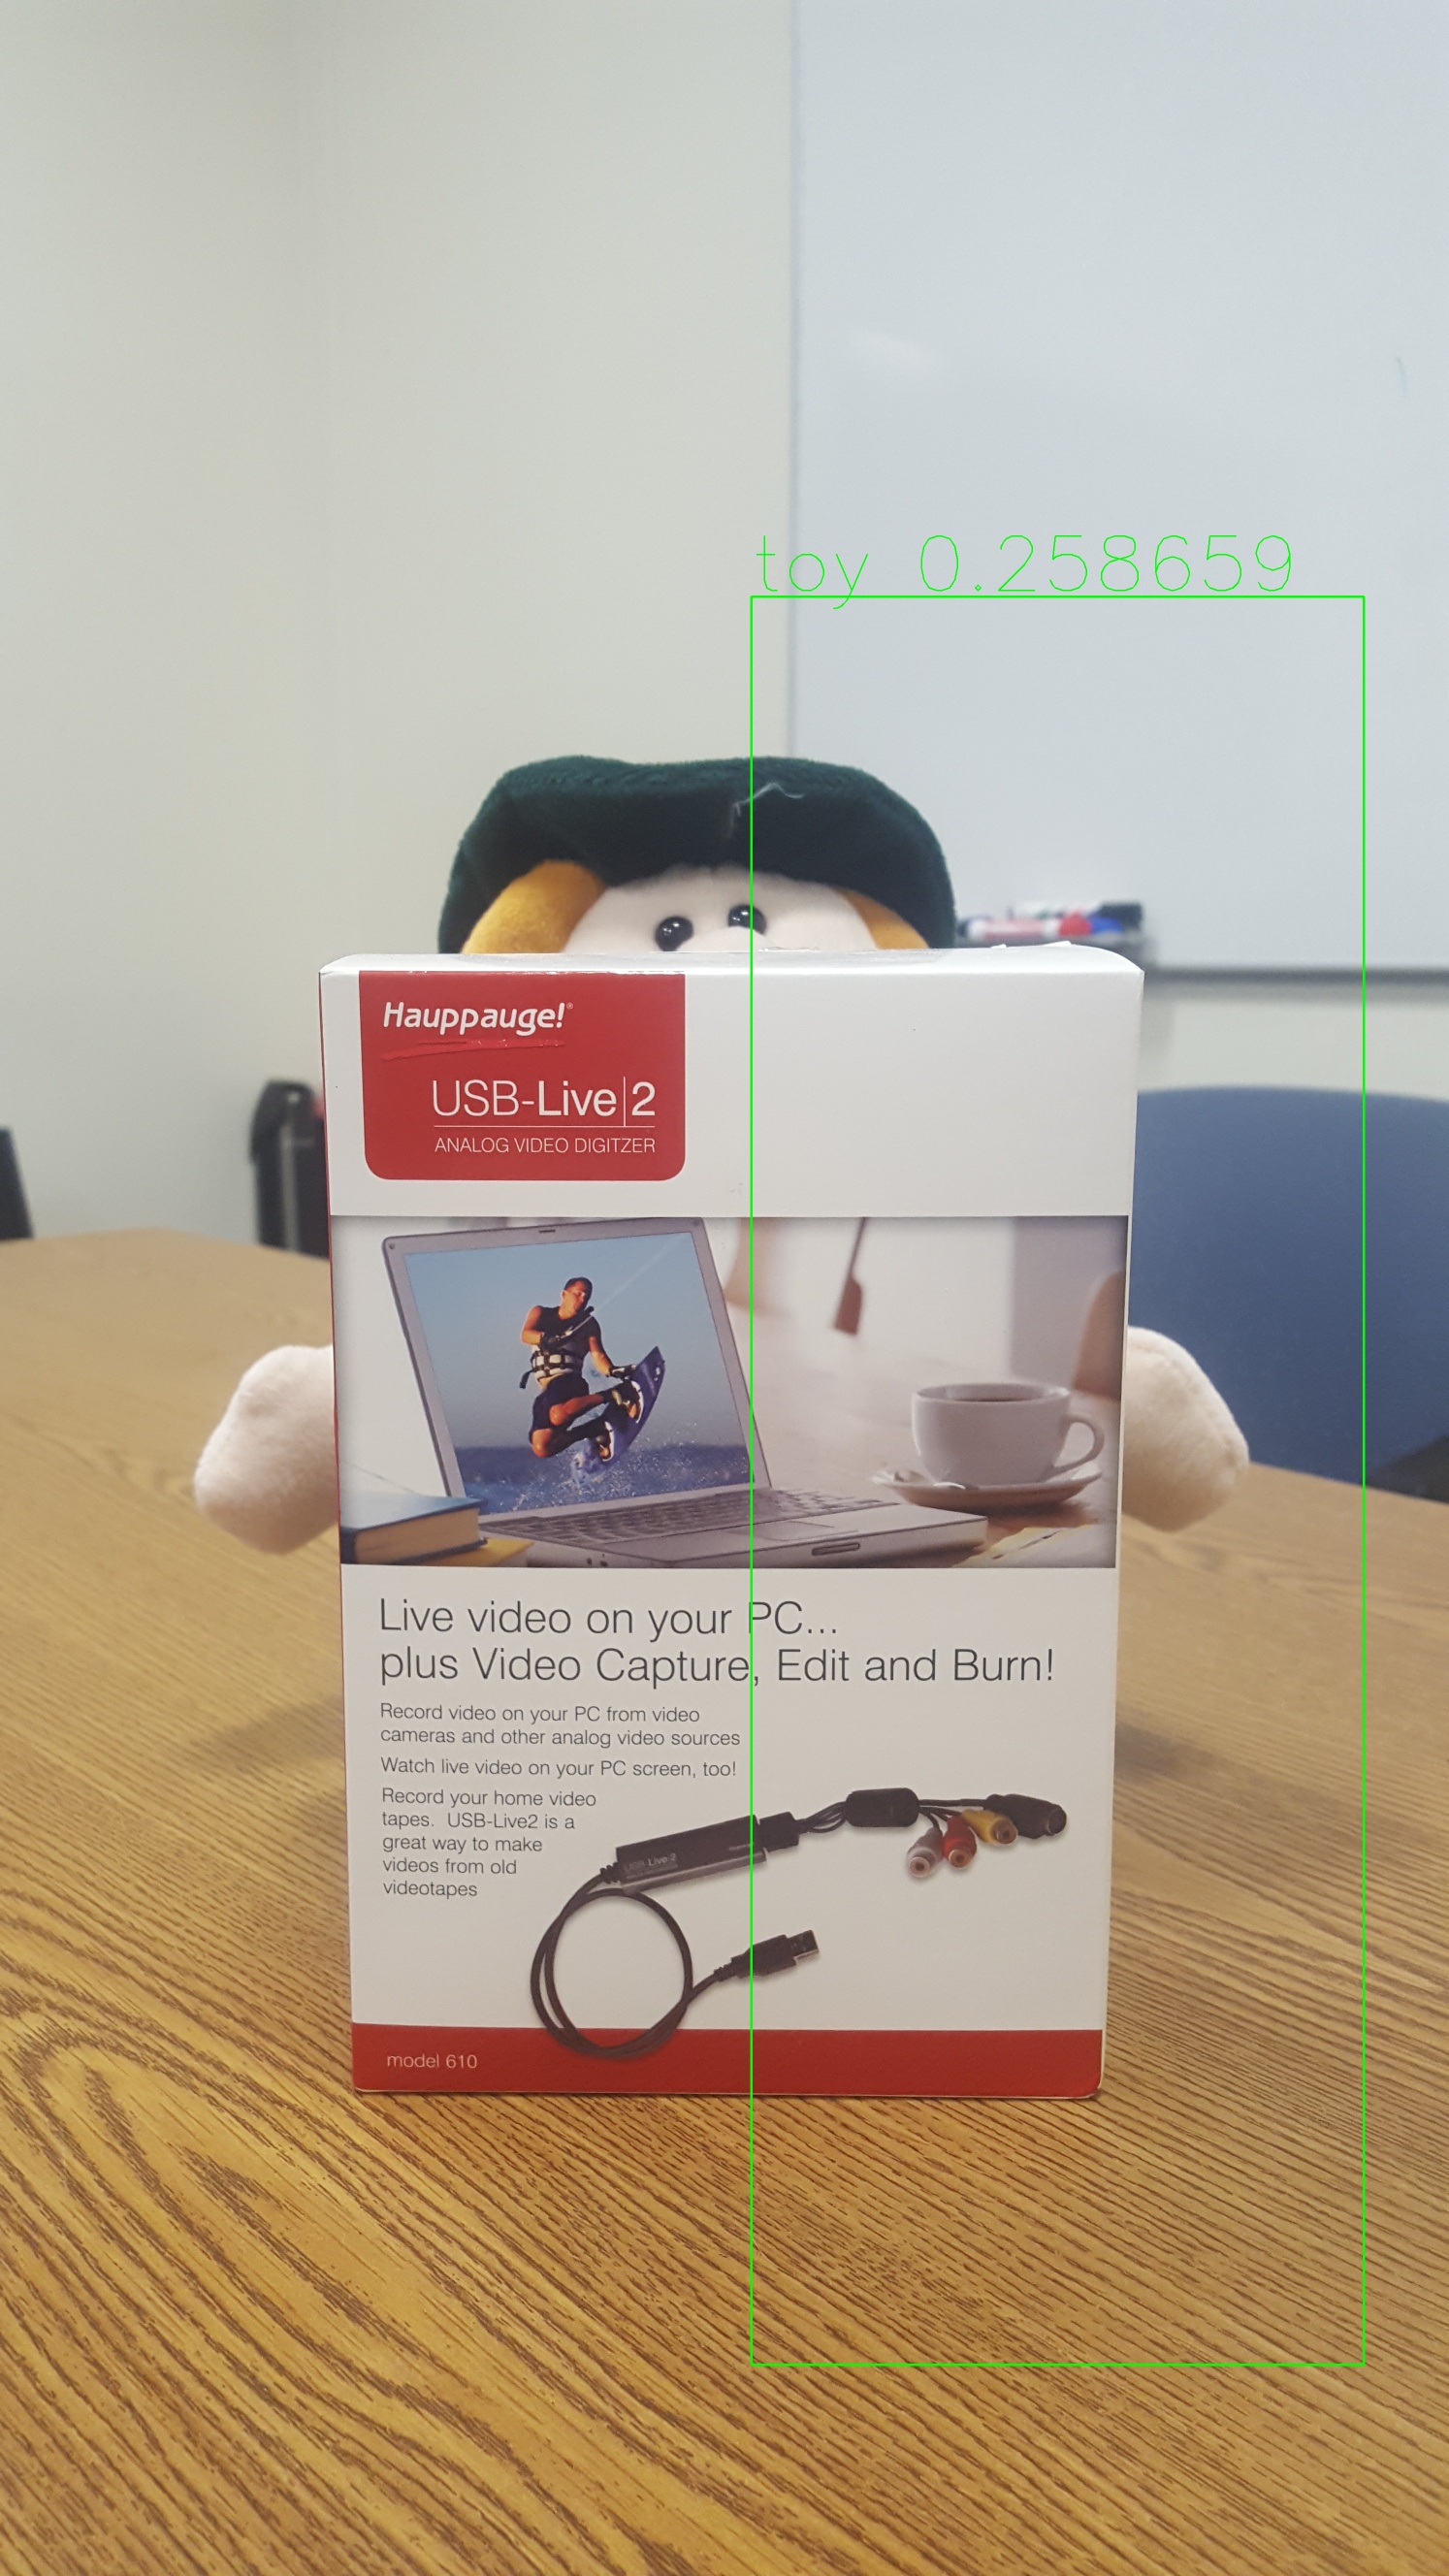 toy 0.258659
Hauppauge!®
USB-Live|2
ANALOG VIDEO DIGITZER
Live video on your PC...
plus Video Capture, Edit and Burn!
Record video on your PC from video
cameras and other analog video sources
Watch live video on your PC screen, too!
Record your home video
tapes. USB-Live2 is a
great way to make
videos from old
videotapes
USB Live 2
model 610